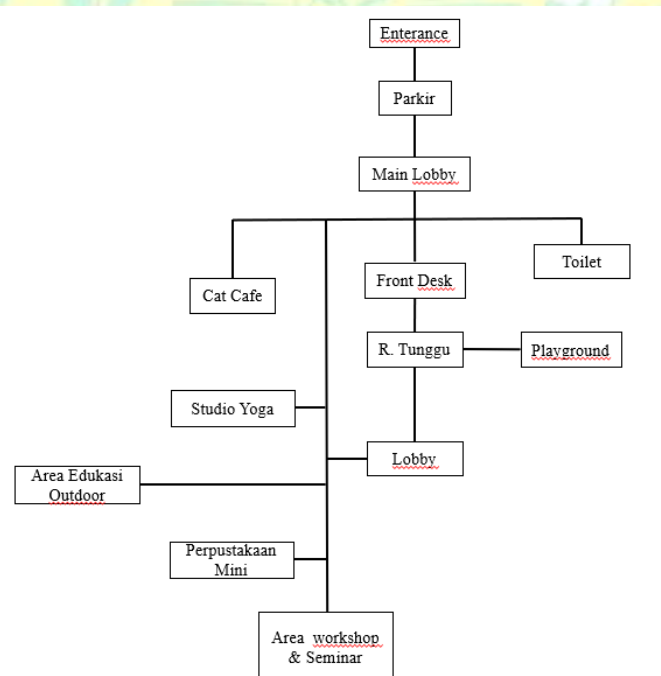 Enterance
Parkir
Main Lobby
Toilet
Front Desk
Cat Cafe
R. Tunggu
Playground
Studio Yoga
Lobby
Area Edukasi
Outdoor
Perpustakaan
Mini
Area workshop
& Seminar